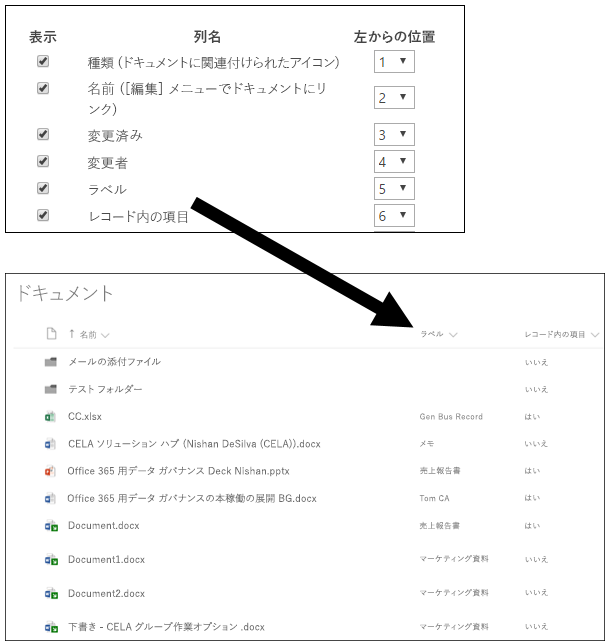 表示 列名 左からの位置
種類 (ドキュメントに関連付けられたアイコン) 1
名前 ([編集] メニューでドキュメントにリ
ンク) 2
変更済み 3
変更者 4
ラベル 5
レコード内の項目 6
ドキュメント
名前 ラベル レコード内の項目
メールの添付ファイル いいえ
テスト フォルダー いいえ
CC.xlsx Gen Bus Record はい
CELA ソリューション ハブ (Nishan DeSilva (CELA)).docx メモ いいえ
Office 365 用データ ガバナンス Deck Nishan.pptx 売上報告書 はい
Office 365 用データ ガバナンスの本稼働の展開 BG.docx Tom CA はい
Document.docx 売上報告書 はい
Document1.docx マーケティング資料 いいえ
Document2.docx マーケティング資料 いいえ
下書き - CELA グループ作業オプション .docx マーケティング資料 いいえ